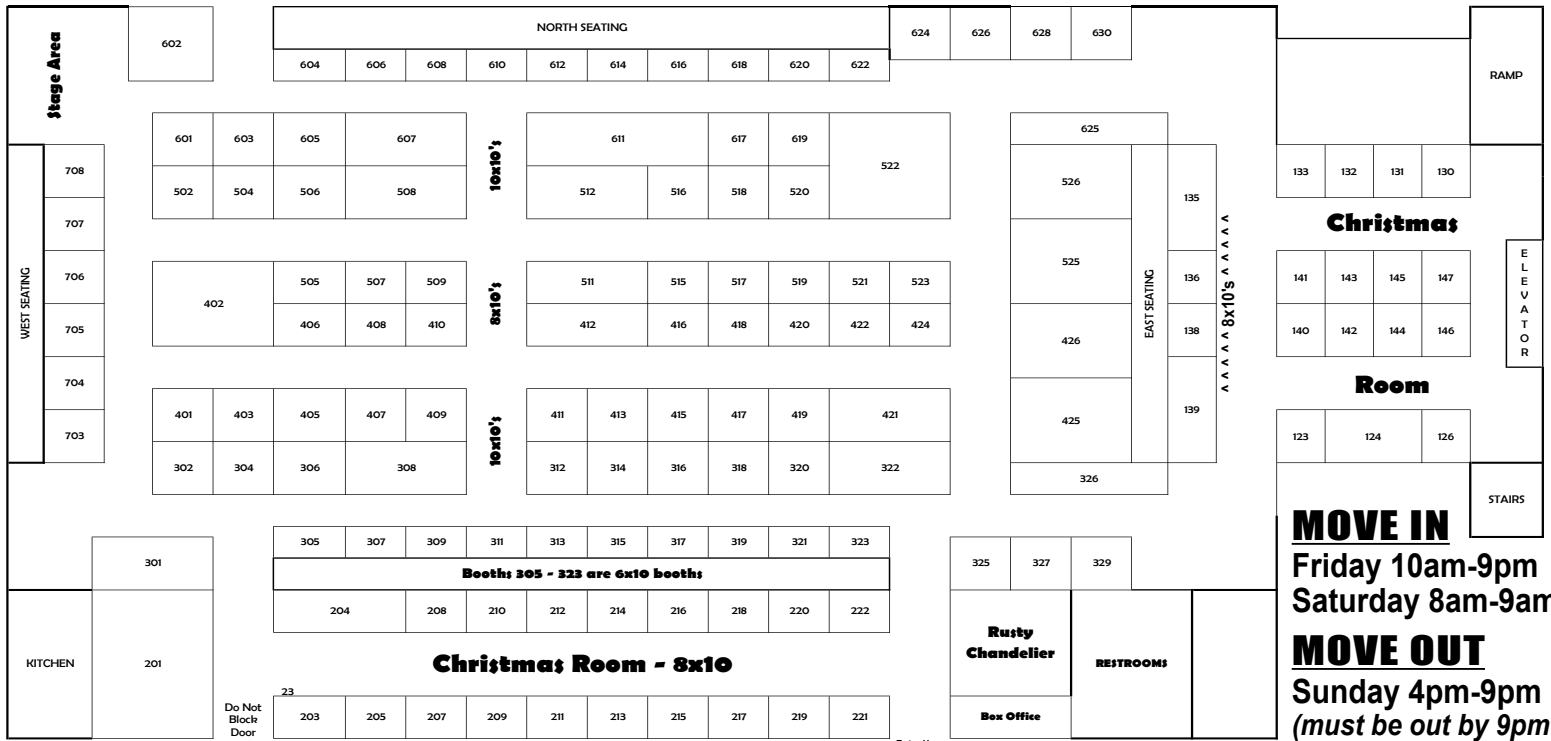 NORTH SEATING
624 626 628 630
602
Stage Area
604 606 608 610 612 614 616 618 620 622
RAMP
601 603 605 607
10x10's
611 617 619
522
625
502 504 506 508
512 516 518 520
526
135
133 132 131 130
Christmas
708
707
706
705
704
703
WEST SEATING
402
505 507 509
8x10's
511 515 517 519 521 523
525
EAST SEATING
136
< < < < < 8x10's < < < < < <
141 143 145 147
ELEVATOR
406 408 410
412 416 418 420 422 424
426
138
140 142 144 146
Room
401 403 405 407 409
10x10's
411 413 415 417 419 421
425
139
123 124 126
302 304 306 308
312 314 316 318 320 322
326
STAIRS
301
305 307 309 311 313 315 317 319 321 323
Booths 305 - 323 are 6x10 booths
325 327 329
204 208 210 212 214 216 218 220 222
KITCHEN
201
Christmas Room - 8x10
Rusty
Chandelier
RESTROOMS
23
Do Not
Block
Door
203 205 207 209 211 213 215 217 219 221
Box Office
MOVE IN
Friday 10am-9pm
Saturday 8am-9am
MOVE OUT
Sunday 4pm-9pm
(must be out by 9pm